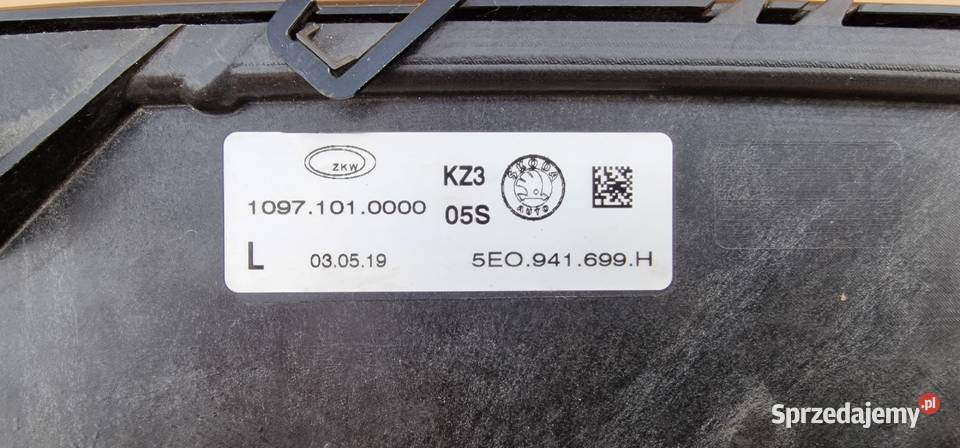 ZKW
KZ3
SKODA
AUTO
1097.101.0000
05S
L
03.05.19
5E0.941.699.H
Sprzedajemy.pl